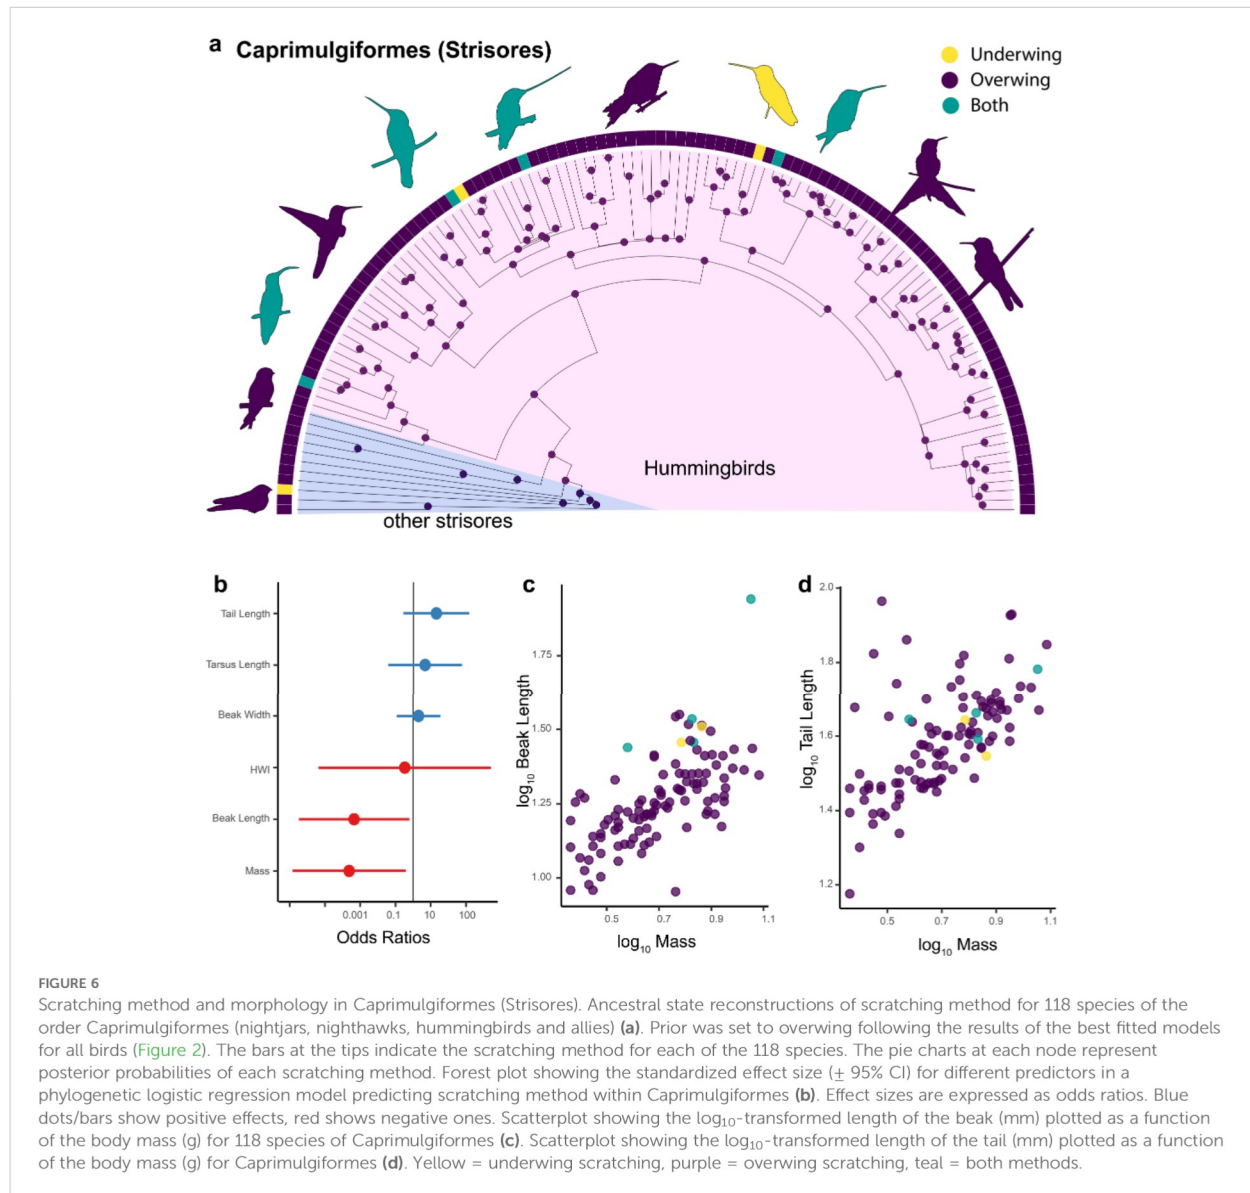 a Caprimulgiformes (Strisores)
Underwing
Overwing
Both
Hummingbirds
other strisores
b
Tail Length
Tarsus Length
Beak Width
HWI
Beak Length
Mass
0.001 0.1 10 100
Odds Ratios
c
log10 Beak Length
1.75
1.50
1.25
1.00
0.5 0.7 0.9 1.1
log10 Mass
d
log10 Tail Length
2.0
1.8
1.6
1.4
1.2
0.5 0.7 0.9 1.1
log10 Mass
FIGURE 6
Scratching method and morphology in Caprimulgiformes (Strisores). Ancestral state reconstructions of scratching method for 118 species of the
order Caprimulgiformes (nightjars, nighthawks, hummingbirds and allies) (a). Prior was set to overwing following the results of the best fitted models
for all birds (Figure 2). The bars at the tips indicate the scratching method for each of the 118 species. The pie charts at each node represent
posterior probabilities of each scratching method. Forest plot showing the standardized effect size (± 95% CI) for different predictors in a
phylogenetic logistic regression model predicting scratching method within Caprimulgiformes (b). Effect sizes are expressed as odds ratios. Blue
dots/bars show positive effects, red shows negative ones. Scatterplot showing the log10-transformed length of the beak (mm) plotted as a function
of the body mass (g) for 118 species of Caprimulgiformes (c). Scatterplot showing the log10-transformed length of the tail (mm) plotted as a function
of the body mass (g) for Caprimulgiformes (d). Yellow = underwing scratching, purple = overwing scratching, teal = both methods.